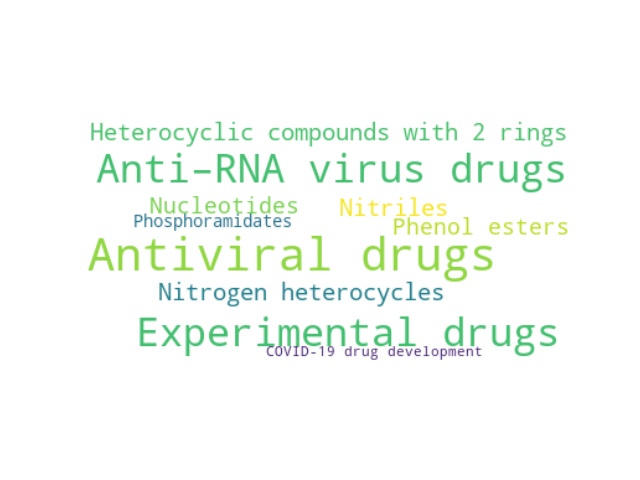 Heterocyclic compounds with 2 rings
Anti–RNA virus drugs
Nucleotides
Nitriles
Phosphoramidates
Phenol esters
Antiviral drugs
Nitrogen heterocycles
Experimental drugs
COVID-19 drug development